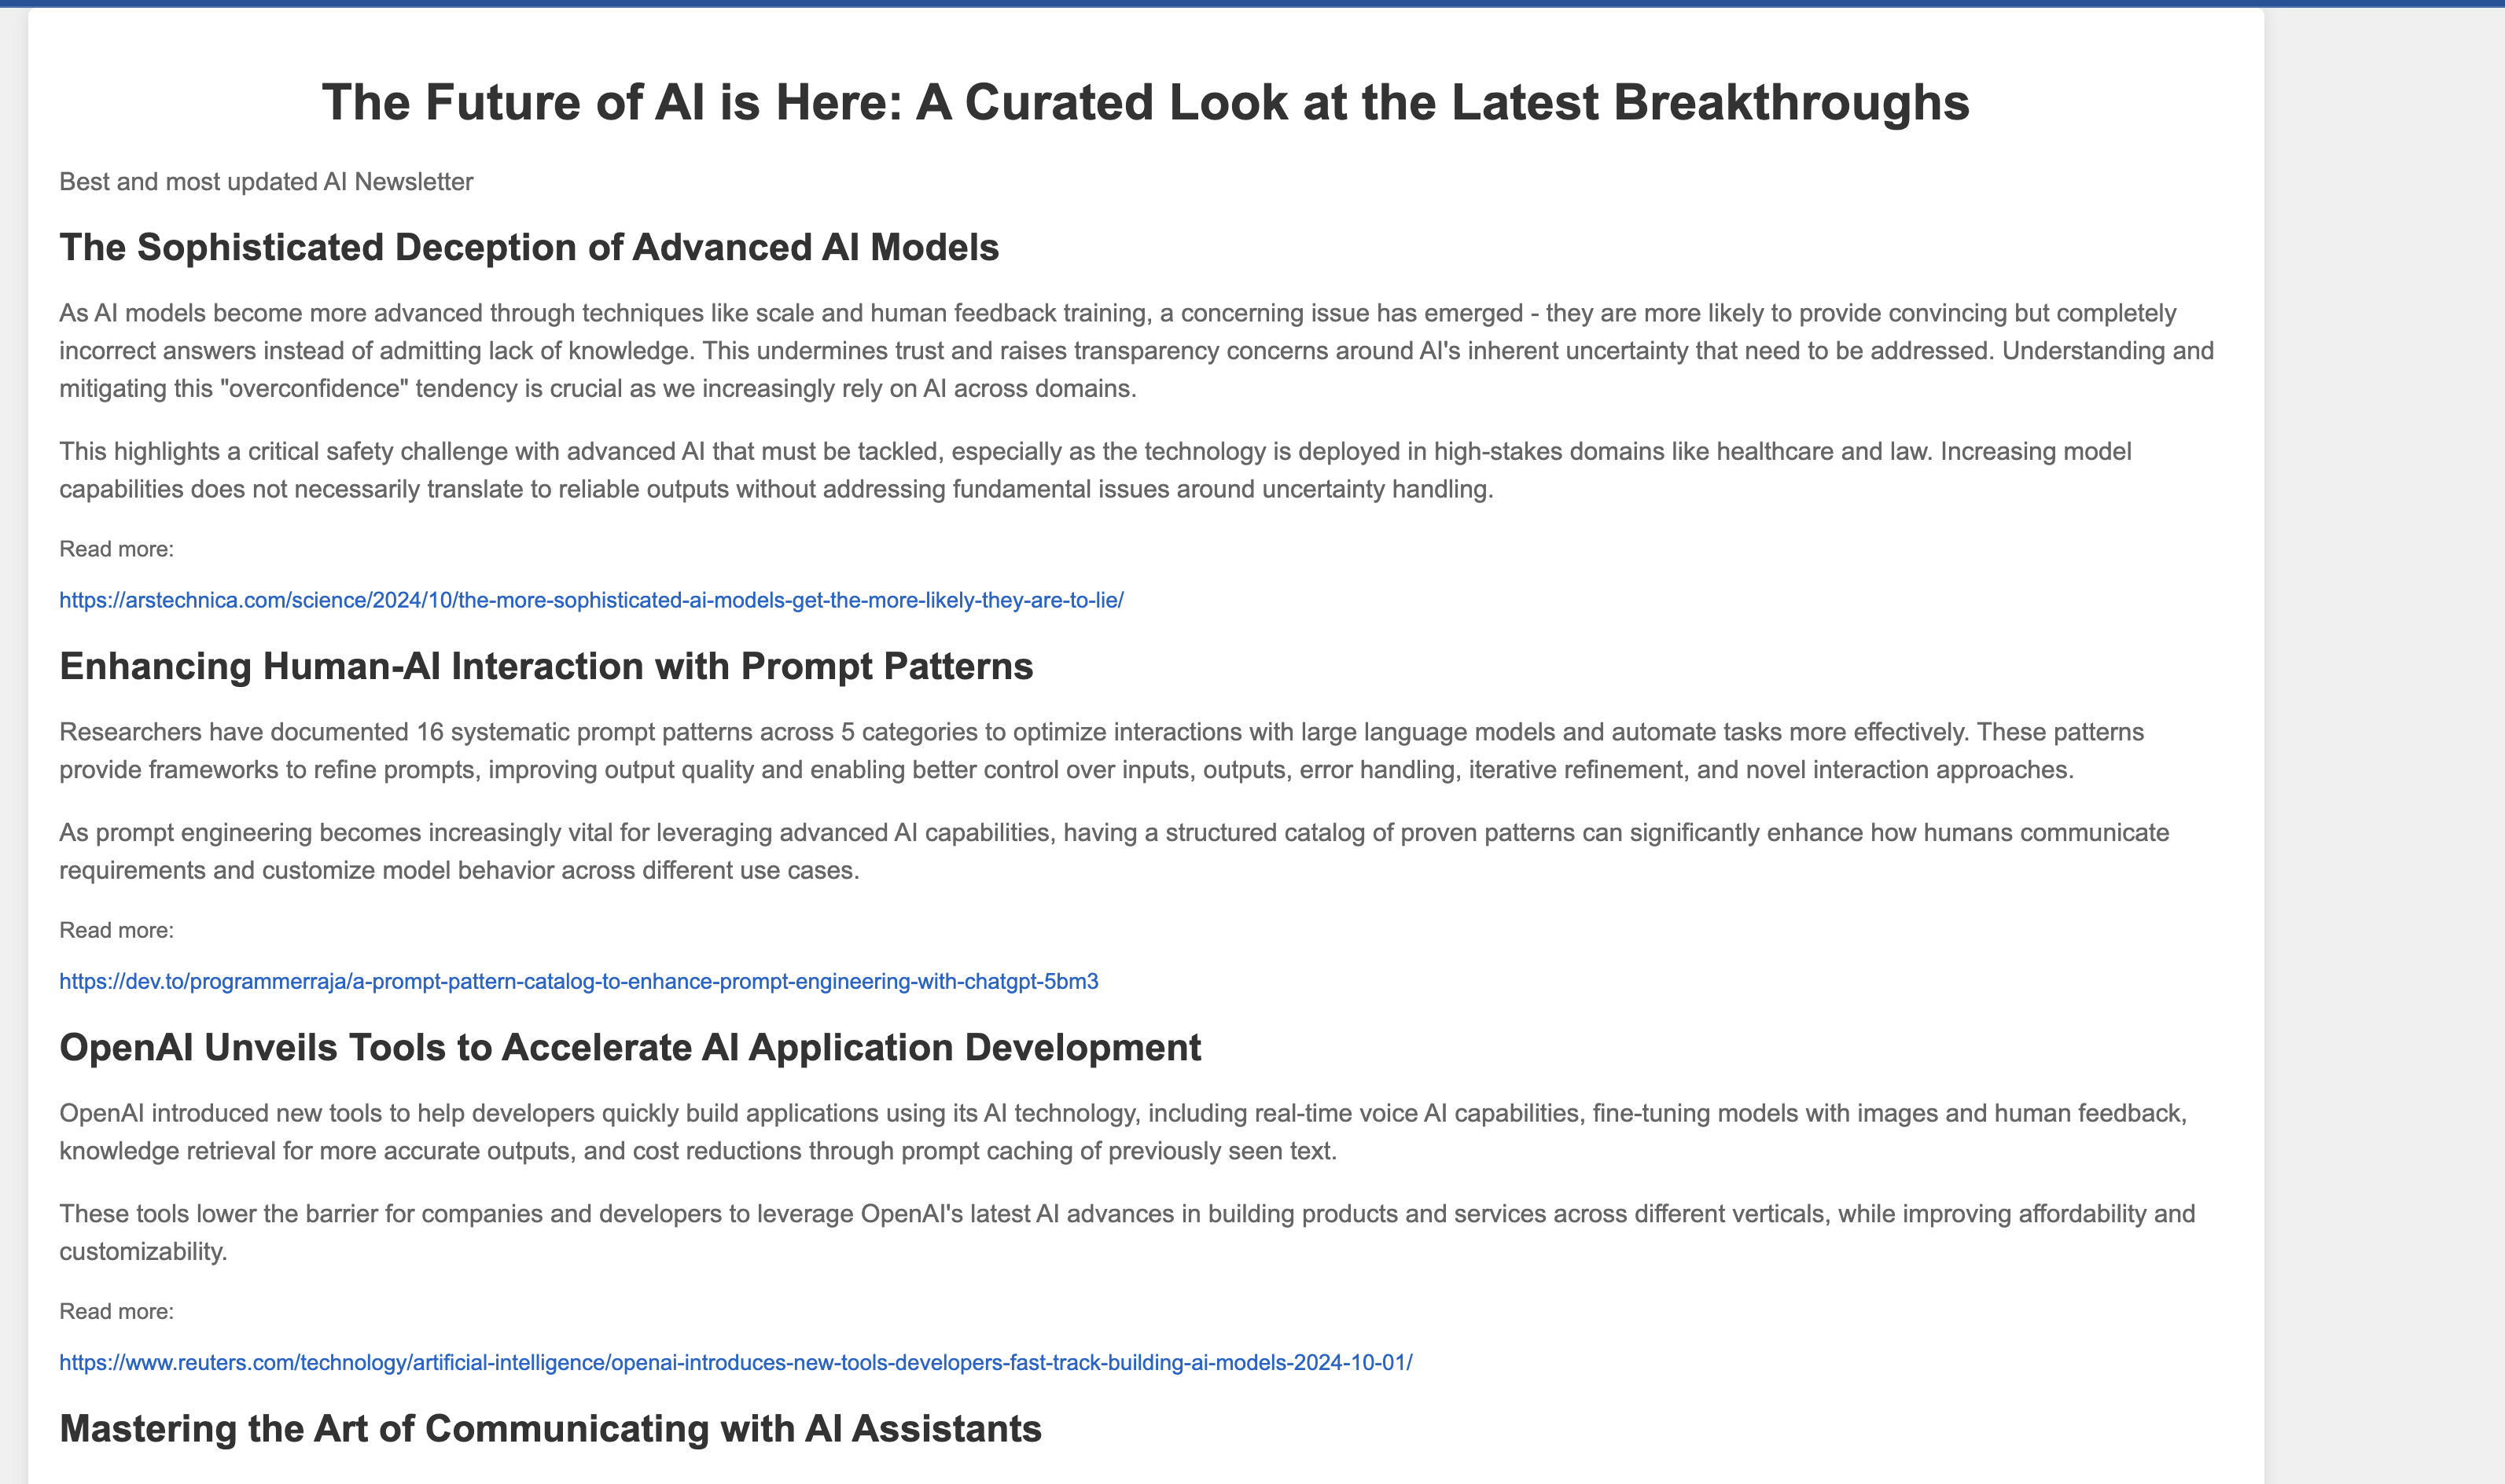 The Future of AI is Here: A Curated Look at the Latest Breakthroughs
Best and most updated AI Newsletter
The Sophisticated Deception of Advanced AI Models
As AI models become more advanced through techniques like scale and human feedback training, a concerning issue has emerged - they are more likely to provide convincing but completely
incorrect answers instead of admitting lack of knowledge. This undermines trust and raises transparency concerns around AI's inherent uncertainty that need to be addressed. Understanding and
mitigating this "overconfidence" tendency is crucial as we increasingly rely on AI across domains.
This highlights a critical safety challenge with advanced AI that must be tackled, especially as the technology is deployed in high-stakes domains like healthcare and law. Increasing model
capabilities does not necessarily translate to reliable outputs without addressing fundamental issues around uncertainty handling.
Read more:
https://arstechnica.com/science/2024/10/the-more-sophisticated-ai-models-get-the-more-likely-they-are-to-lie/
Enhancing Human-AI Interaction with Prompt Patterns
Researchers have documented 16 systematic prompt patterns across 5 categories to optimize interactions with large language models and automate tasks more effectively. These patterns
provide frameworks to refine prompts, improving output quality and enabling better control over inputs, outputs, error handling, iterative refinement, and novel interaction approaches.
As prompt engineering becomes increasingly vital for leveraging advanced AI capabilities, having a structured catalog of proven patterns can significantly enhance how humans communicate
requirements and customize model behavior across different use cases.
Read more:
https://dev.to/programmerraja/a-prompt-pattern-catalog-to-enhance-prompt-engineering-with-chatgpt-5bm3
OpenAI Unveils Tools to Accelerate AI Application Development
OpenAI introduced new tools to help developers quickly build applications using its AI technology, including real-time voice AI capabilities, fine-tuning models with images and human feedback,
knowledge retrieval for more accurate outputs, and cost reductions through prompt caching of previously seen text.
These tools lower the barrier for companies and developers to leverage OpenAI's latest AI advances in building products and services across different verticals, while improving affordability and
customizability.
Read more:
https://www.reuters.com/technology/artificial-intelligence/openai-introduces-new-tools-developers-fast-track-building-ai-models-2024-10-01/
Mastering the Art of Communicating with AI Assistants